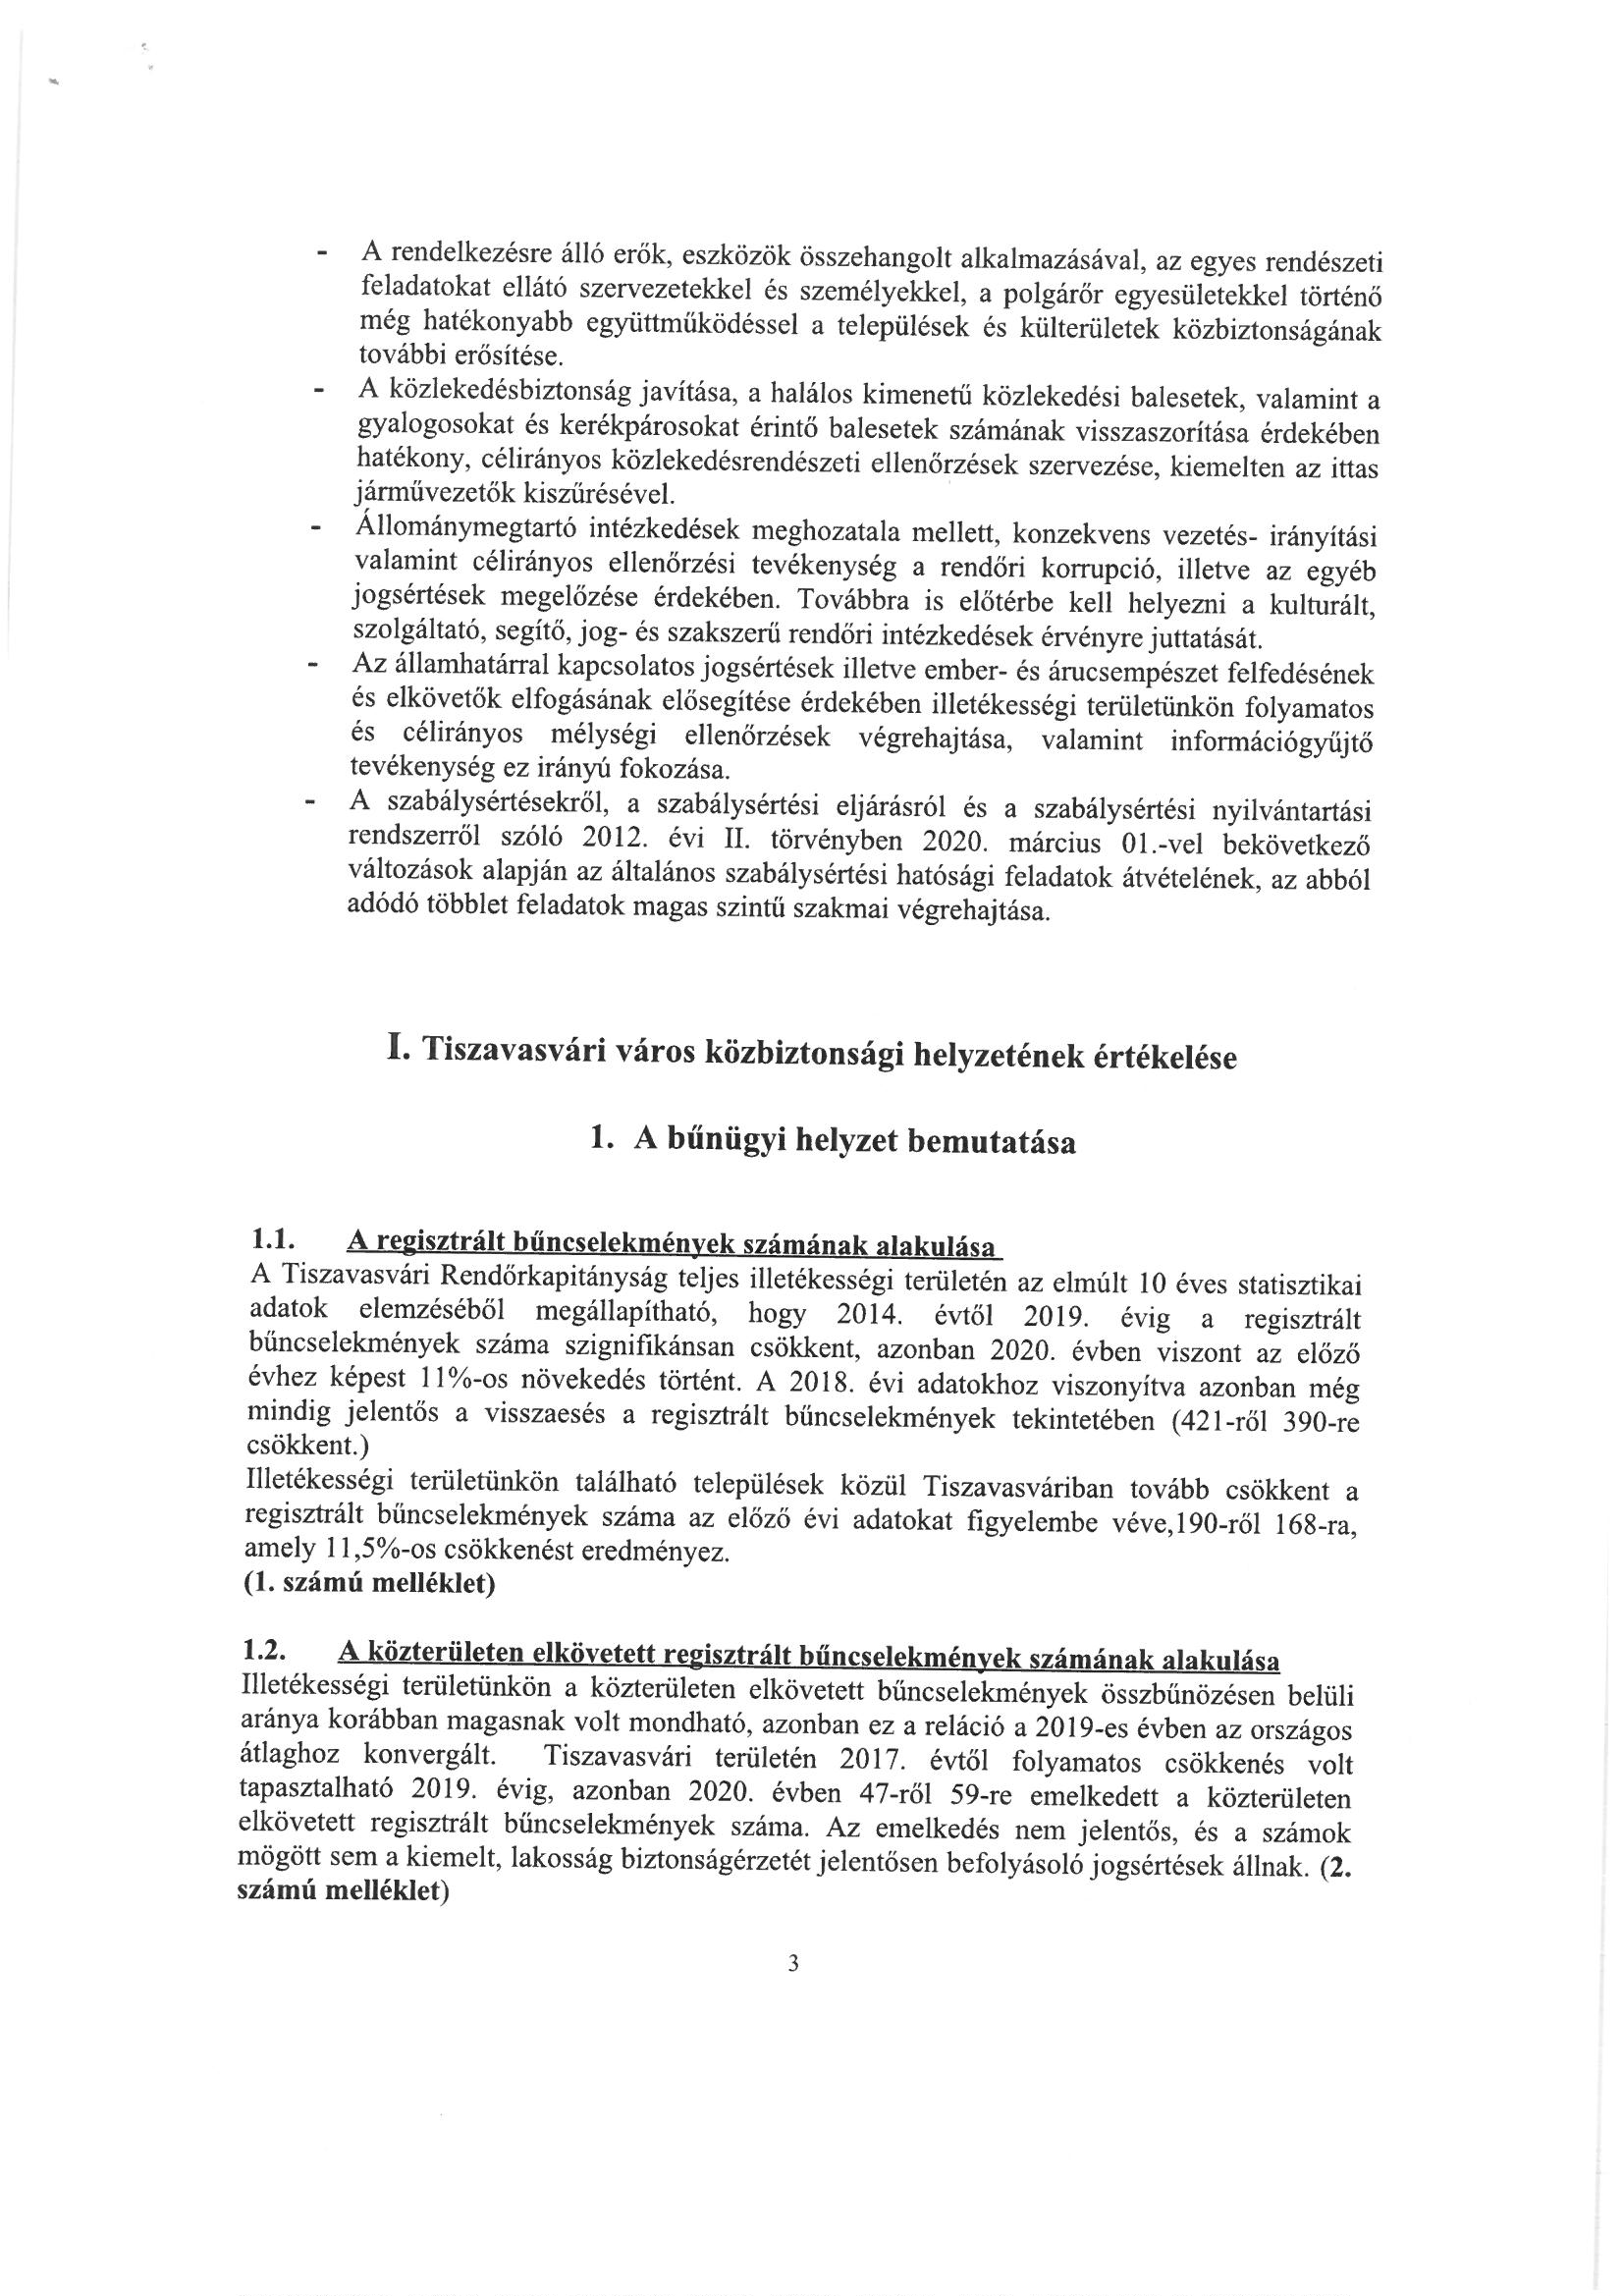 - A rendelkezésre álló erők, eszközök összehangolt alkalmazásával, az egyes rendészeti
feladatokat ellátó szervezetekkel és személyekkel, a polgárőr egyesületekkel történő
még hatékonyabb együttműködéssel a települések és külterületek közbiztonságának
további erősítése.
- A közlekedésbiztonság javítása, a halálos kimenetű közlekedési balesetek, valamint a
gyalogosokat és kerékpárosokat érintő balesetek számának visszaszorítása érdekében
hatékony, célirányos közlekedésrendészeti ellenőrzések szervezése, kiemelten az ittas
járművezetők kiszűrésével.
- Állománymegtartó intézkedések meghozatala mellett, konzekvens vezetés- irányítási
valamint célirányos ellenőrzési tevékenység a rendőri korrupció, illetve az egyéb
jogsértések megelőzése érdekében. Továbbra is előtérbe kell helyezni a kulturált,
szolgáltató, segítő, jog- és szakszerű rendőri intézkedések érvényre juttatását.
- Az államhatárral kapcsolatos jogsértések illetve ember- és árucsempészet felfedésének
és elkövetők elfogásának elősegítése érdekében illetékességi területünkön folyamatos
és célirányos mélységi ellenőrzések végrehajtása, valamint információgyűjtő
tevékenység ez irányú fokozása.
- A szabálysértésekről, a szabálysértési eljárásról és a szabálysértési nyilvántartási
rendszerről szóló 2012. évi II. törvényben 2020. március 01.-vel bekövetkező
változások alapján az általános szabálysértési hatósági feladatok átvételének, az abból
adódó többlet feladatok magas szintű szakmai végrehajtása.
I. Tiszavasvári város közbiztonsági helyzetének értékelése
1. A bűnügyi helyzet bemutatása
1.1. A regisztrált bűncselekmények számának alakulása
A Tiszavasvári Rendőrkapitányság teljes illetékességi területén az elmúlt 10 éves statisztikai
adatok elemzéséből megállapítható, hogy 2014. évtől 2019. évig a regisztrált
bűncselekmények száma szignifikánsan csökkent, azonban 2020. évben viszont az előző
évhez képest 11%-os növekedés történt. A 2018. évi adatokhoz viszonyítva azonban még
mindig jelentős a visszaesés a regisztrált bűncselekmények tekintetében (421-ről 390-re
csökkent.)
Illetékességi területünkön található települések közül Tiszavasváriban tovább csökkent a
regisztrált bűncselekmények száma az előző évi adatokat figyelembe véve,190-ről 168-ra,
amely 11,5%-os csökkenést eredményez.
(1. számú melléklet)
1.2. A közterületen elkövetett regisztrált bűncselekmények számának alakulása
Illetékességi területünkön a közterületen elkövetett bűncselekmények összbűnözésen belüli
aránya korábban magasnak volt mondható, azonban ez a reláció a 2019-es évben az országos
átlaghoz konvergált. Tiszavasvári területén 2017. évtől folyamatos csökkenés volt
tapasztalható 2019. évig, azonban 2020. évben 47-ről 59-re emelkedett a közterületen
elkövetett regisztrált bűncselekmények száma. Az emelkedés nem jelentős, és a számok
mögött sem a kiemelt, lakosság biztonságérzetét jelentősen befolyásoló jogsértések állnak. (2.
számú melléklet)
3